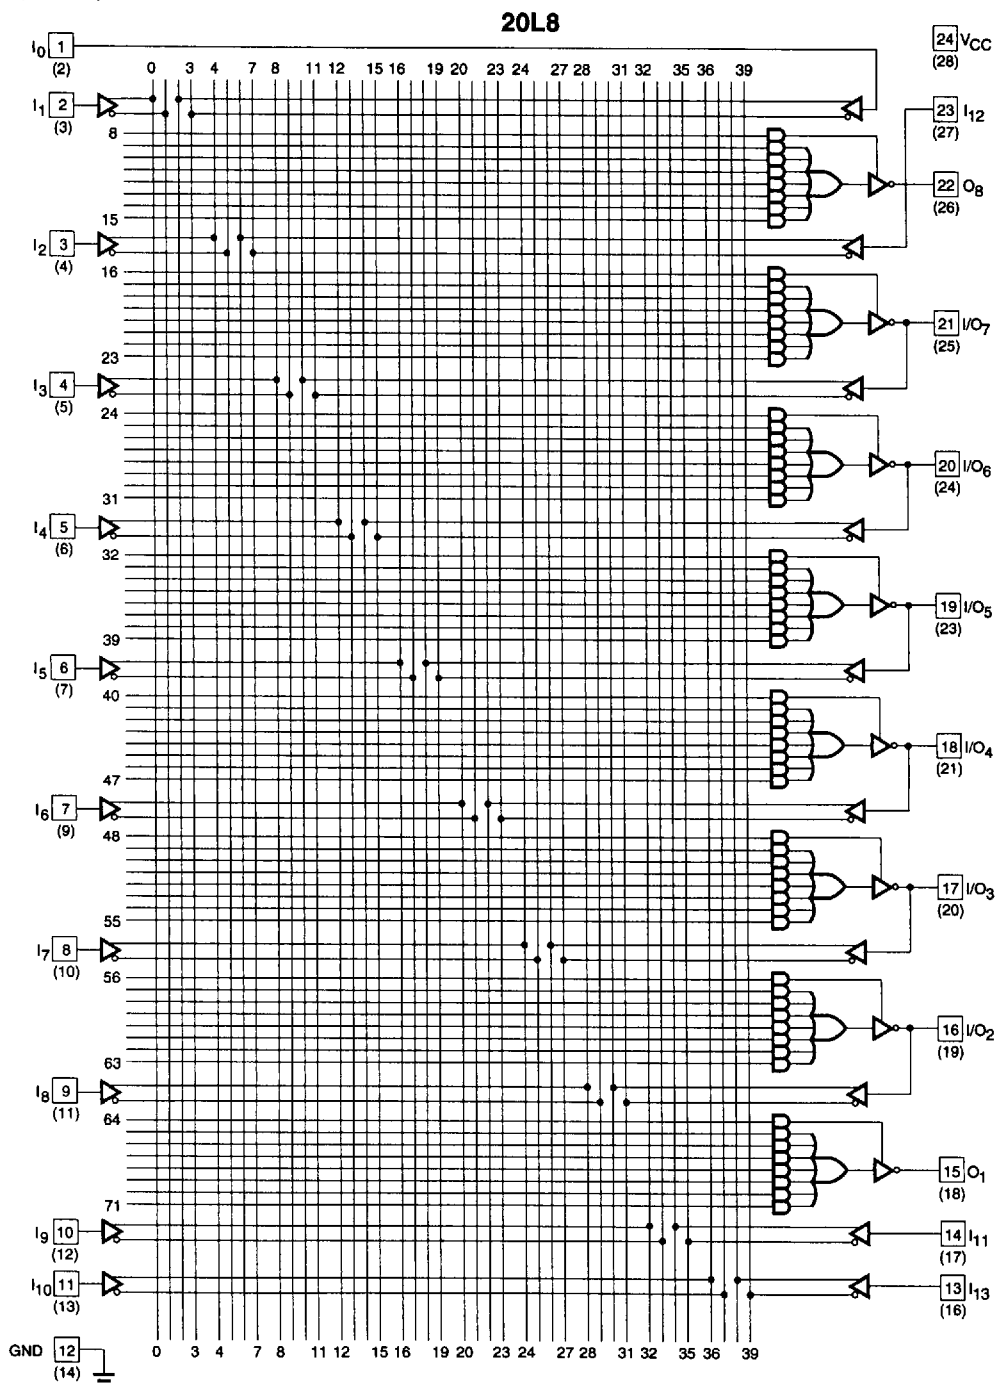 20L8
I0 1 (2)
24 VCC (28)
0 3 4 7 8 11 12 15 16 19 20 23 24 27 28 31 32 35 36 39
I1 2 (3)
23 I12 (27)
8
22 O8 (26)
15
I2 3 (4)
16
21 I/O7 (25)
23
I3 4 (5)
24
20 I/O6 (24)
31
I4 5 (6)
32
19 I/O5 (23)
39
I5 6 (7)
40
18 I/O4 (21)
47
I6 7 (9)
48
17 I/O3 (20)
55
I7 8 (10)
56
16 I/O2 (19)
63
I8 9 (11)
64
15 O1 (18)
71
I9 10 (12)
14 I11 (17)
I10 11 (13)
13 I13 (16)
GND 12 (14)
0 3 4 7 8 11 12 15 16 19 20 23 24 27 28 31 32 35 36 39